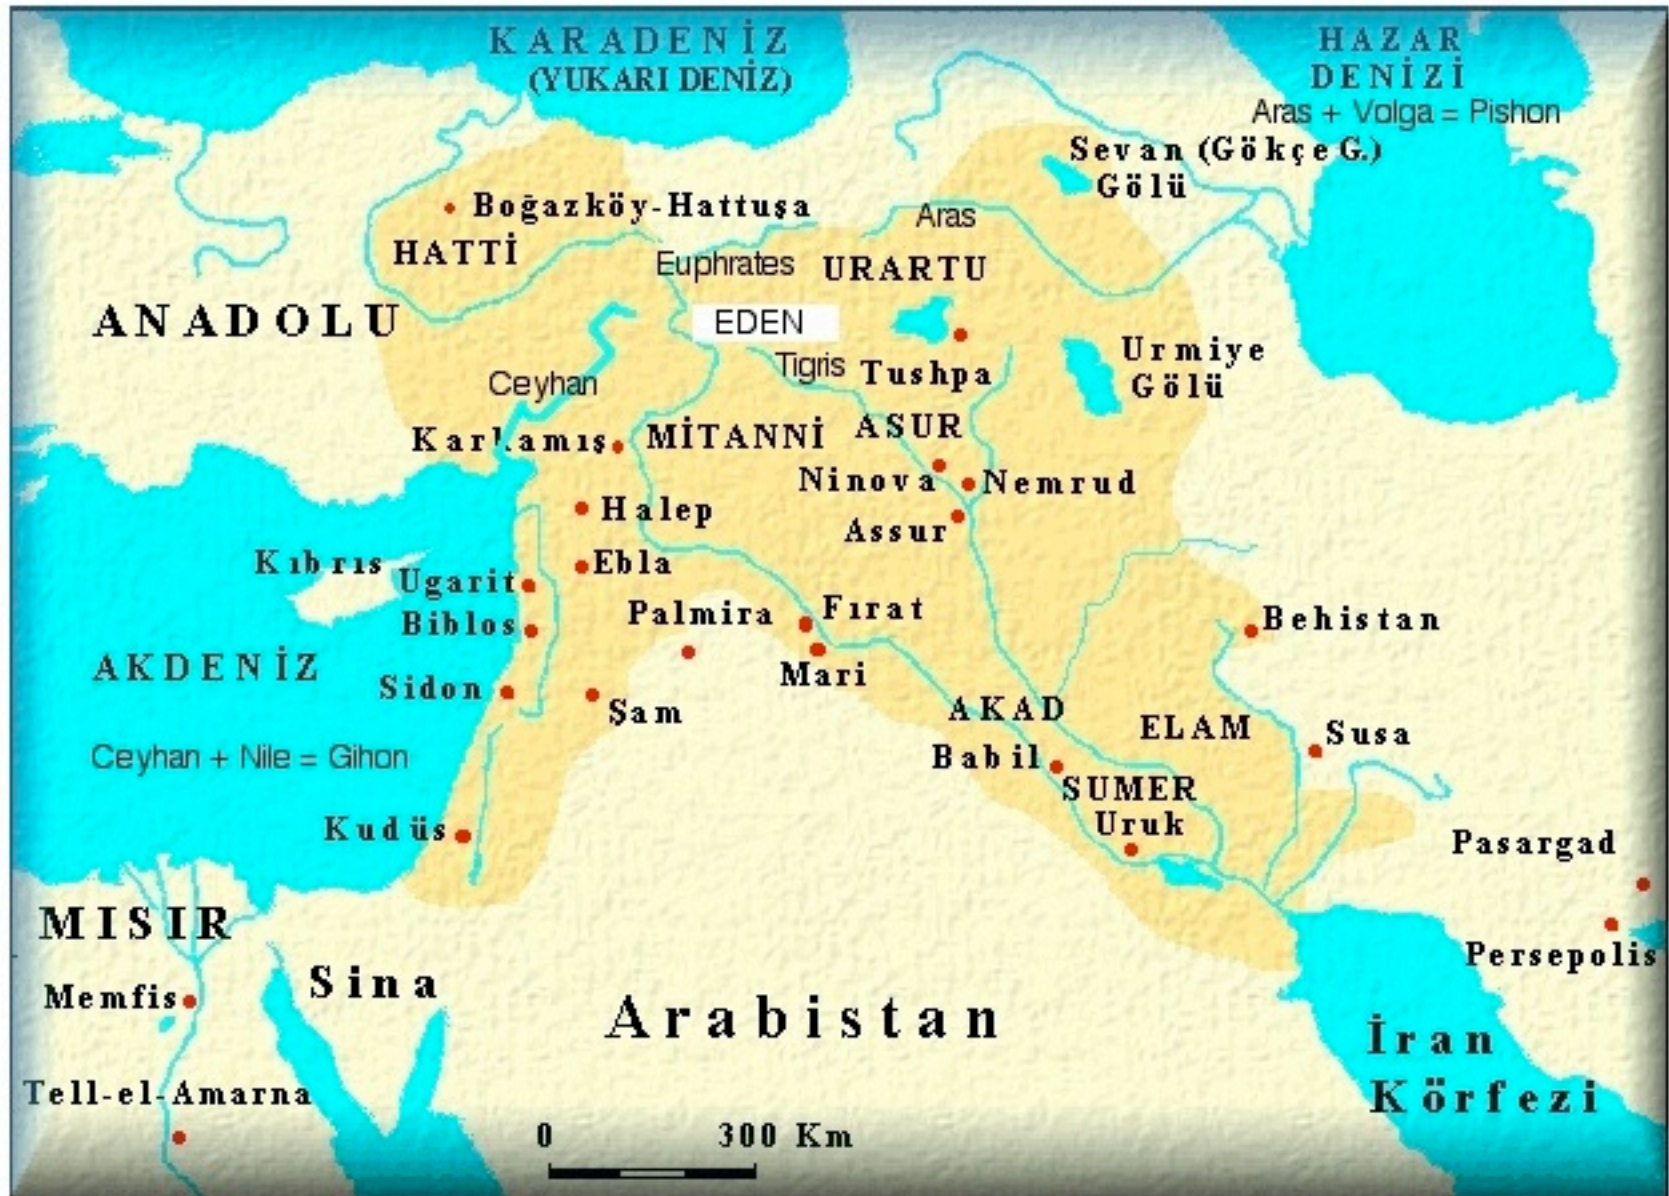 KARADENİZ
(YUKARI DENİZ)
HAZAR
DENİZİ
Aras + Volga = Pishon
Sevan (Gökçe G.)
Gölü
Boğazköy-Hattuşa
Aras
HATTİ
Euphrates
URARTU
ANADOLU
EDEN
Tigris
Tushpa
Urmiye
Gölü
Ceyhan
Karkamış
MİTANNİ
ASUR
Ninova
Nemrud
Halep
Assur
Kıbrıs
Ugarit
Ebla
Biblos
Palmira
Fırat
Behistan
AKDENİZ
Sidon
Mari
Şam
AKAD
ELAM
Susa
Ceyhan + Nile = Gihon
Babil
SUMER
Uruk
Kudüs
Pasargad
MISIR
Persepolis
Sina
Memfis
Arabistan
İran
Körfezi
Tell-el-Amarna
0 300 Km